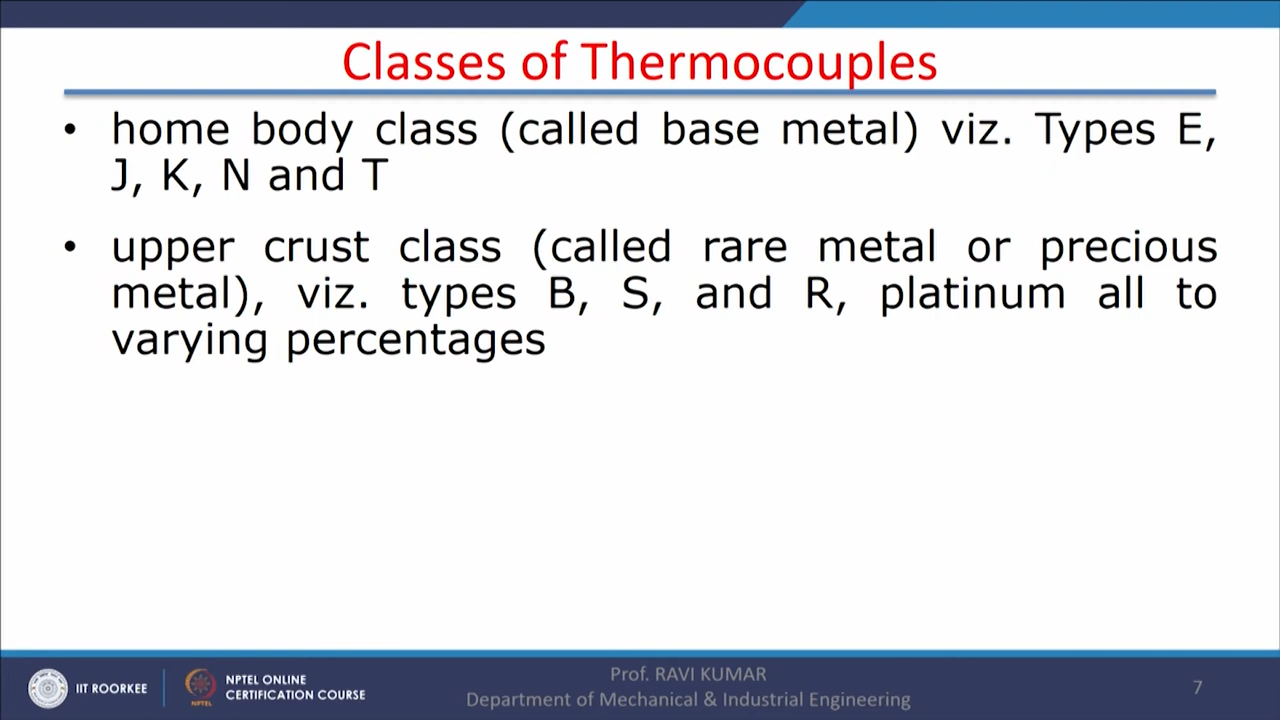 Classes of Thermocouples
• home body class (called base metal) viz. Types E,
J, K, N and T
• upper crust class (called rare metal or precious
metal), viz. types B, S, and R, platinum all to
varying percentages
IIT ROORKEE
NPTEL
NPTEL ONLINE
CERTIFICATION COURSE
Prof. RAVI KUMAR
Department of Mechanical & Industrial Engineering
7